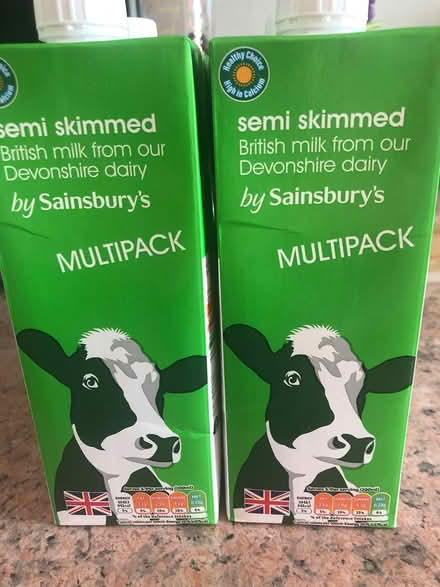 semi skimmed
British milk from our
Devonshire dairy
by Sainsbury's
MULTIPACK
Healthy Choice
High in Calcium
semi skimmed
British milk from our
Devonshire dairy
by Sainsbury's
MULTIPACK